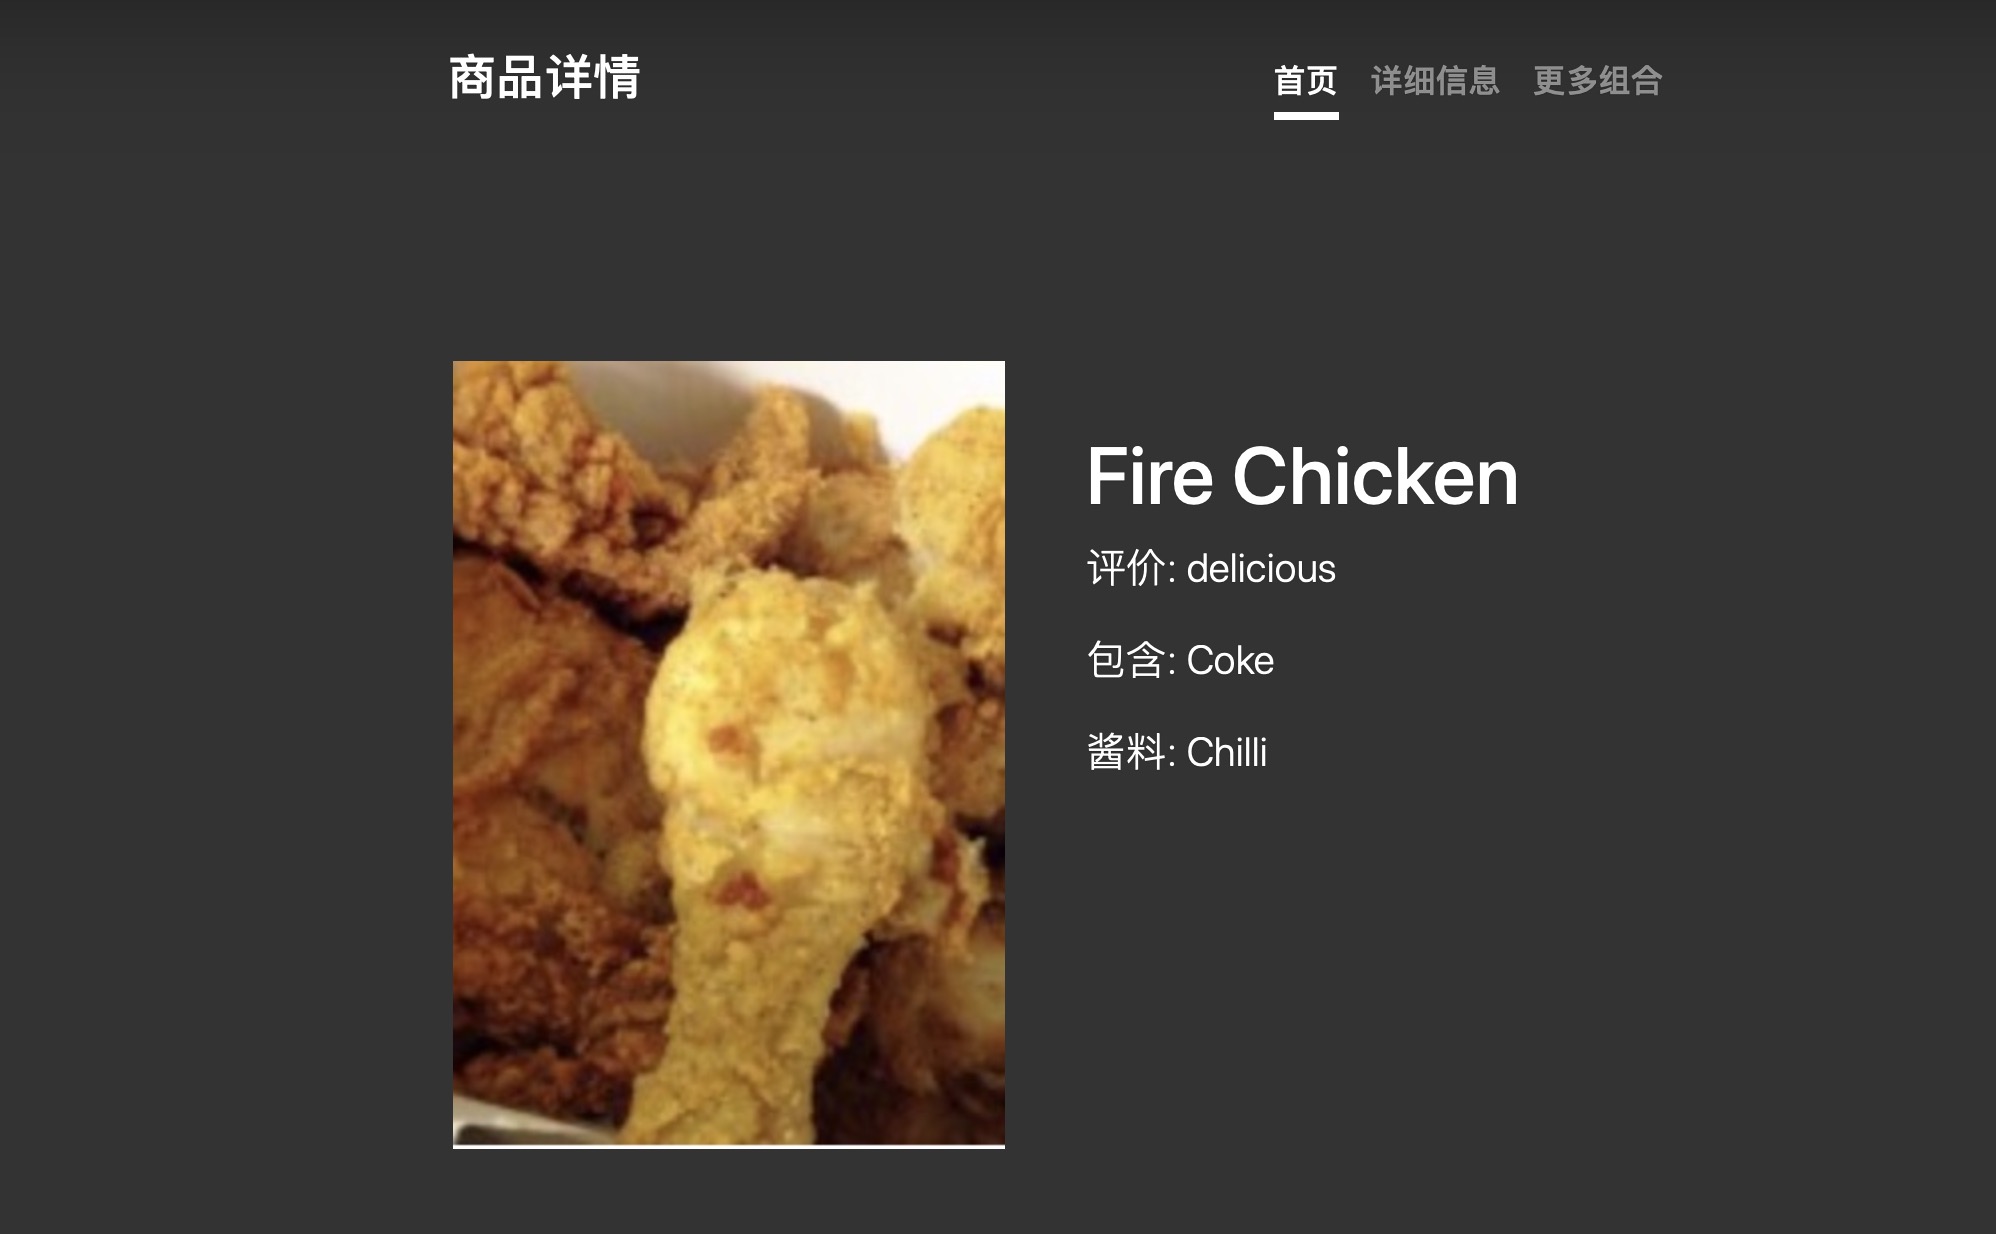 商品详情
首页 详细信息 更多组合
Fire Chicken
评价: delicious
包含: Coke
酱料: Chilli